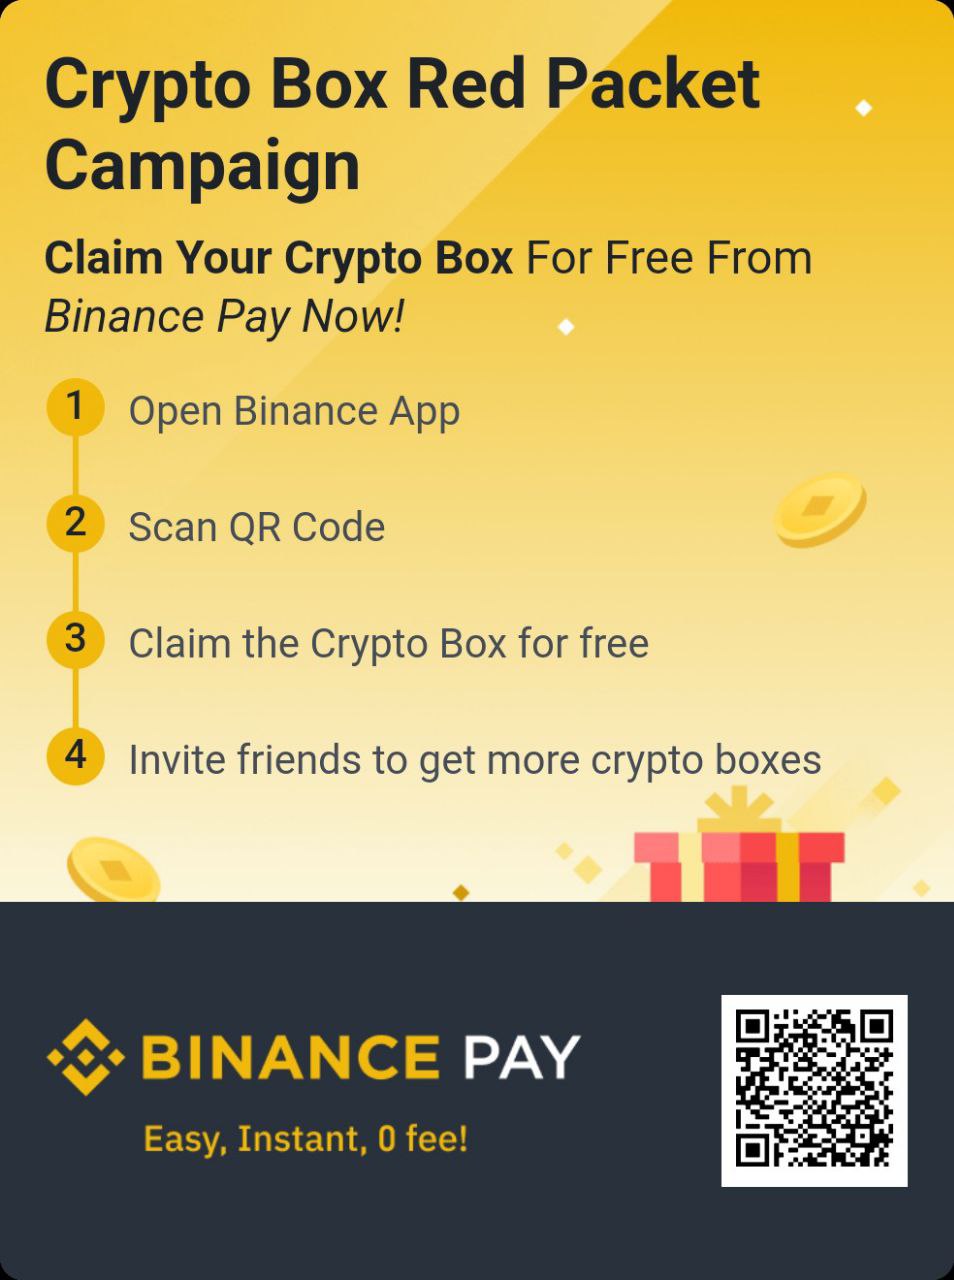 Crypto Box Red Packet
Campaign
Claim Your Crypto Box For Free From
Binance Pay Now!
1 Open Binance App
2 Scan QR Code
3 Claim the Crypto Box for free
4 Invite friends to get more crypto boxes
BINANCE PAY
Easy, Instant, 0 fee!